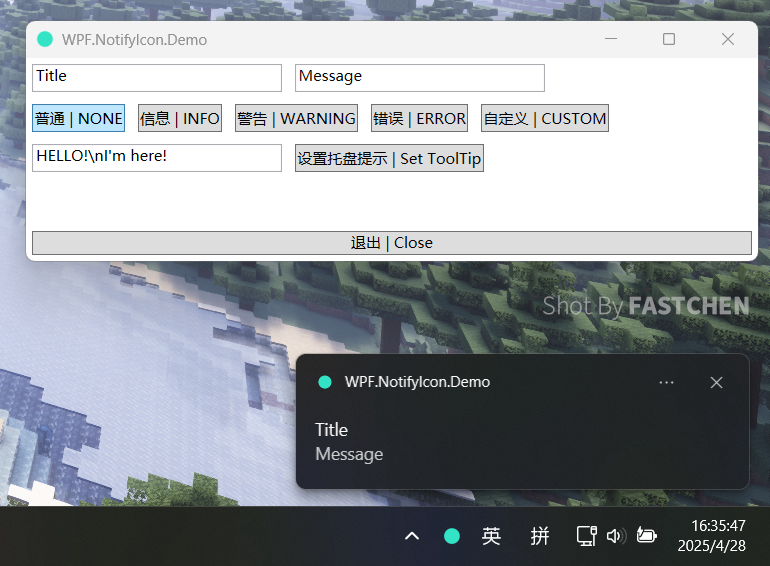 WPF.NotifyIcon.Demo
Title Message
普通 | NONE 信息 | INFO 警告 | WARNING 错误 | ERROR 自定义 | CUSTOM
HELLO!\nI'm here! 设置托盘提示 | Set ToolTip
退出 | Close
Shot By FASTCHEN
WPF.NotifyIcon.Demo
Title
Message
英 拼 16:35:47
2025/4/28